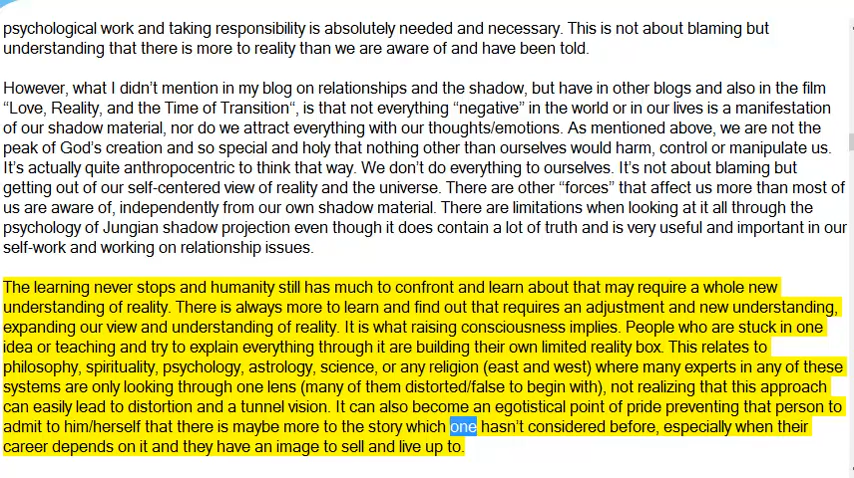 psychological work and taking responsibility is absolutely needed and necessary. This is not about blaming but
understanding that there is more to reality than we are aware of and have been told.
However, what I didn't mention in my blog on relationships and the shadow, but have in other blogs and also in the film
“Love, Reality, and the Time of Transition“, is that not everything “negative” in the world or in our lives is a manifestation
of our shadow material, nor do we attract everything with our thoughts/emotions. As mentioned above, we are not the
peak of God's creation and so special and holy that nothing other than ourselves would harm, control or manipulate us.
It's actually quite anthropocentric to think that way. We don't do everything to ourselves. It's not about blaming but
getting out of our self-centered view of reality and the universe. There are other “forces” that affect us more than most of
us are aware of, independently from our own shadow material. There are limitations when looking at it all through the
psychology of Jungian shadow projection even though it does contain a lot of truth and is very useful and important in our
self-work and working on relationship issues.
The learning never stops and humanity still has much to confront and learn about that may require a whole new
understanding of reality. There is always more to learn and find out that requires an adjustment and new understanding,
expanding our view and understanding of reality. It is what raising consciousness implies. People who are stuck in one
idea or teaching and try to explain everything through it are building their own limited reality box. This relates to
philosophy, spirituality, psychology, astrology, science, or any religion (east and west) where many experts in any of these
systems are only looking through one lens (many of them distorted/false to begin with), not realizing that this approach
can easily lead to distortion and a tunnel vision. It can also become an egotistical point of pride preventing that person to
admit to him/herself that there is maybe more to the story which one hasn't considered before, especially when their
career depends on it and they have an image to sell and live up to.